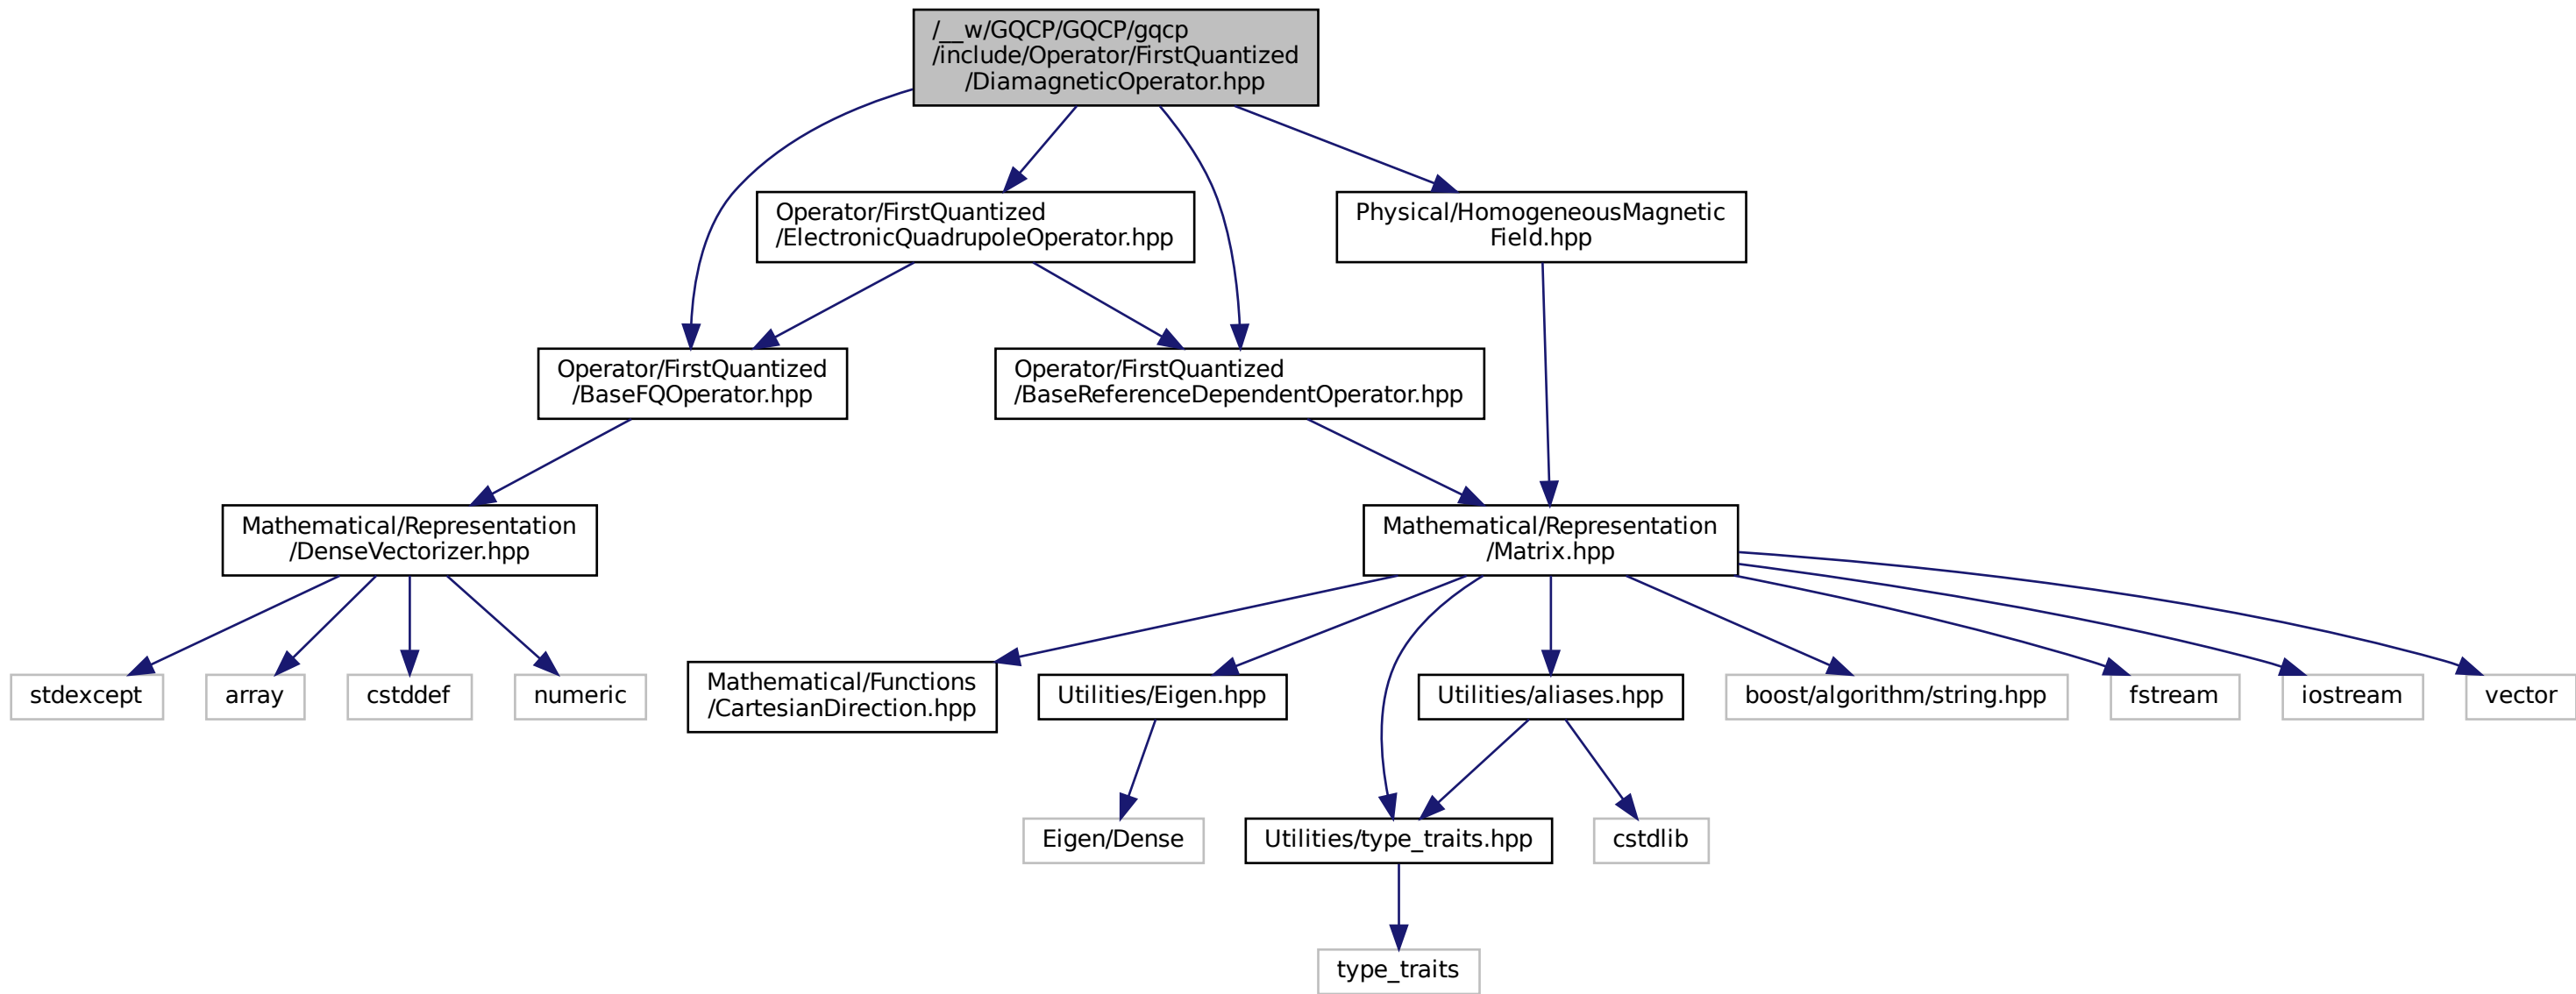 /__w/GQCP/GQCP/gqcp
/include/Operator/FirstQuantized
/DiamagneticOperator.hpp
Operator/FirstQuantized
/ElectronicQuadrupoleOperator.hpp
Physical/HomogeneousMagnetic
Field.hpp
Operator/FirstQuantized
/BaseFQOperator.hpp
Operator/FirstQuantized
/BaseReferenceDependentOperator.hpp
Mathematical/Representation
/DenseVectorizer.hpp
Mathematical/Representation
/Matrix.hpp
stdexcept
array
cstddef
numeric
Mathematical/Functions
/CartesianDirection.hpp
Utilities/Eigen.hpp
Utilities/aliases.hpp
boost/algorithm/string.hpp
fstream
iostream
vector
Eigen/Dense
Utilities/type_traits.hpp
cstdlib
type_traits